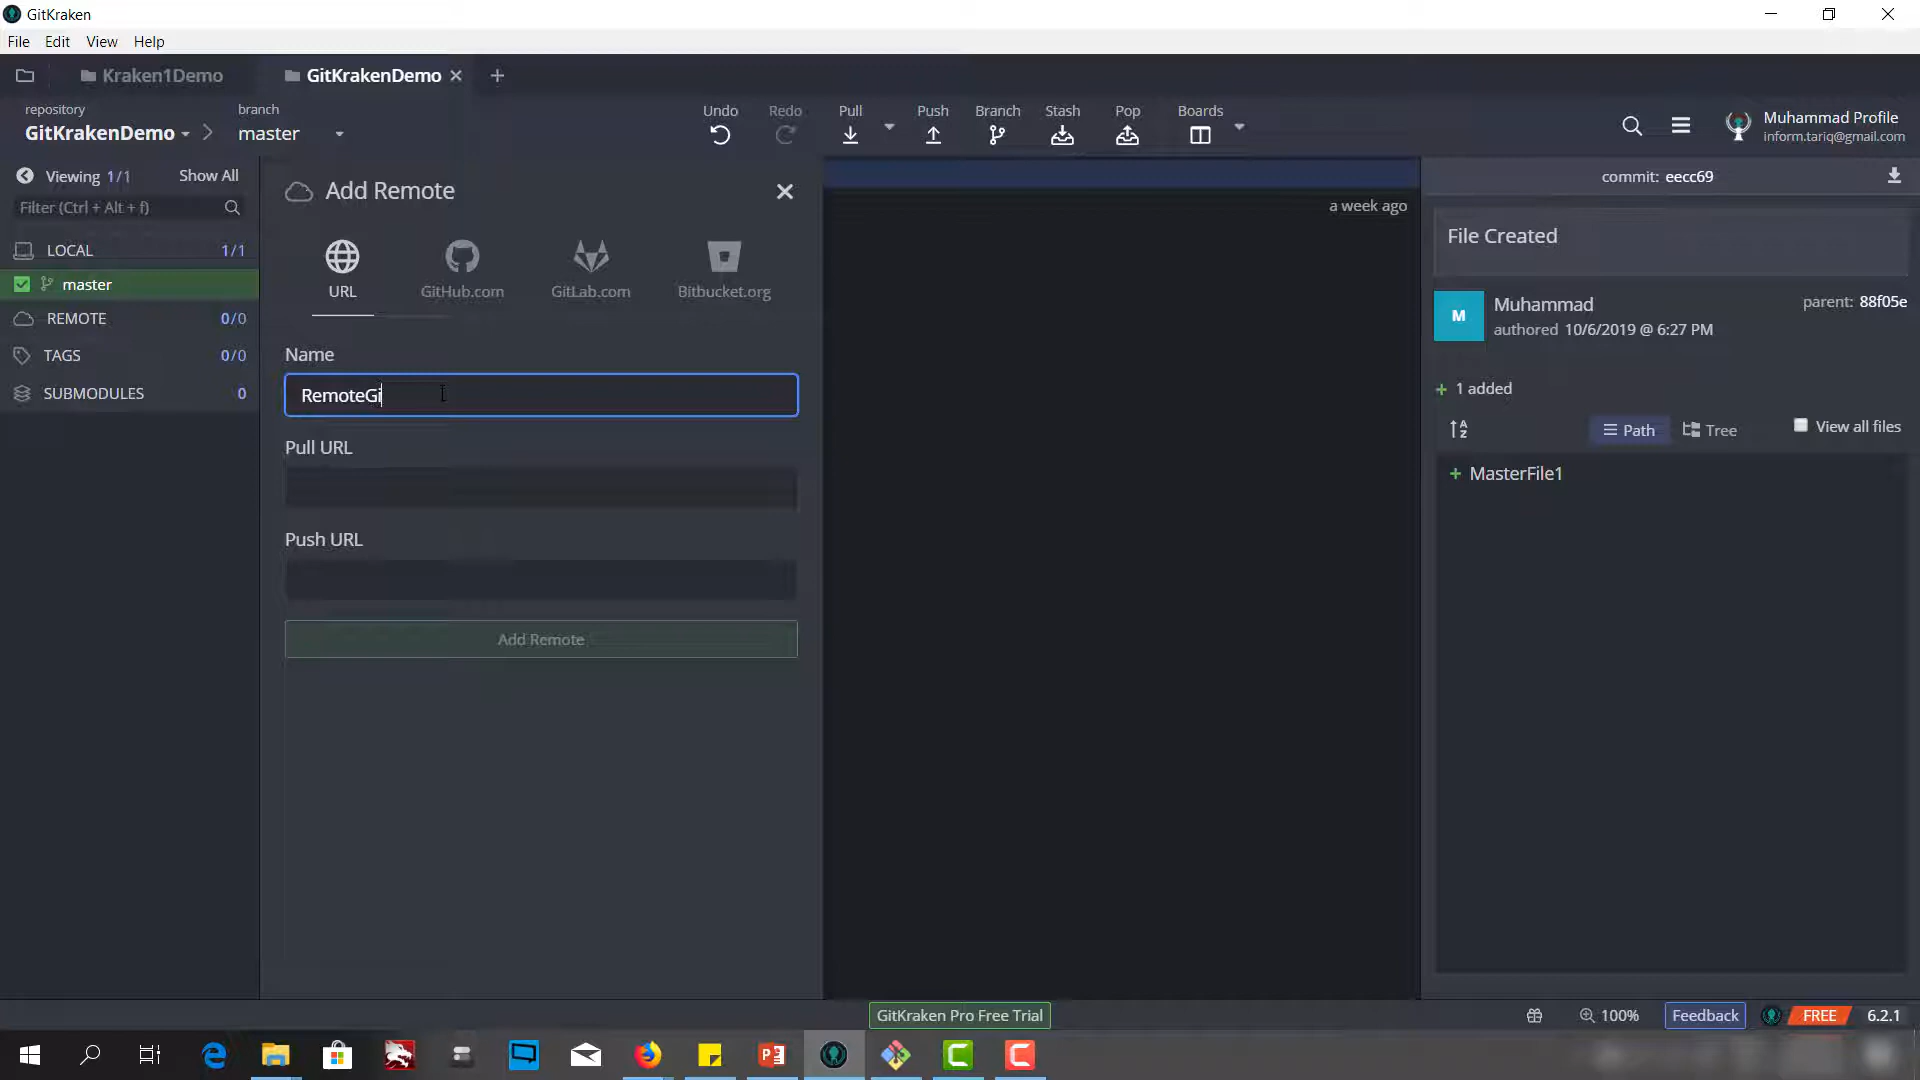 GitKraken
File Edit View Help
Kraken1Demo GitKrakenDemo
repository branch
GitKrakenDemo master
Undo Redo Pull Push Branch Stash Pop Boards
Muhammad Profile
inform.tariq@gmail.com
Viewing 1/1 Show All
Filter (Ctrl + Alt + f)
LOCAL 1/1
master
REMOTE 0/0
TAGS 0/0
SUBMODULES 0
Add Remote
URL GitHub.com GitLab.com Bitbucket.org
Name
RemoteGi
Pull URL
Push URL
Add Remote
a week ago
commit: eecc69
File Created
M
Muhammad
authored 10/6/2019 @ 6:27 PM
parent: 88f05e
1 added
Path Tree View all files
MasterFile1
GitKraken Pro Free Trial
100% Feedback FREE 6.2.1